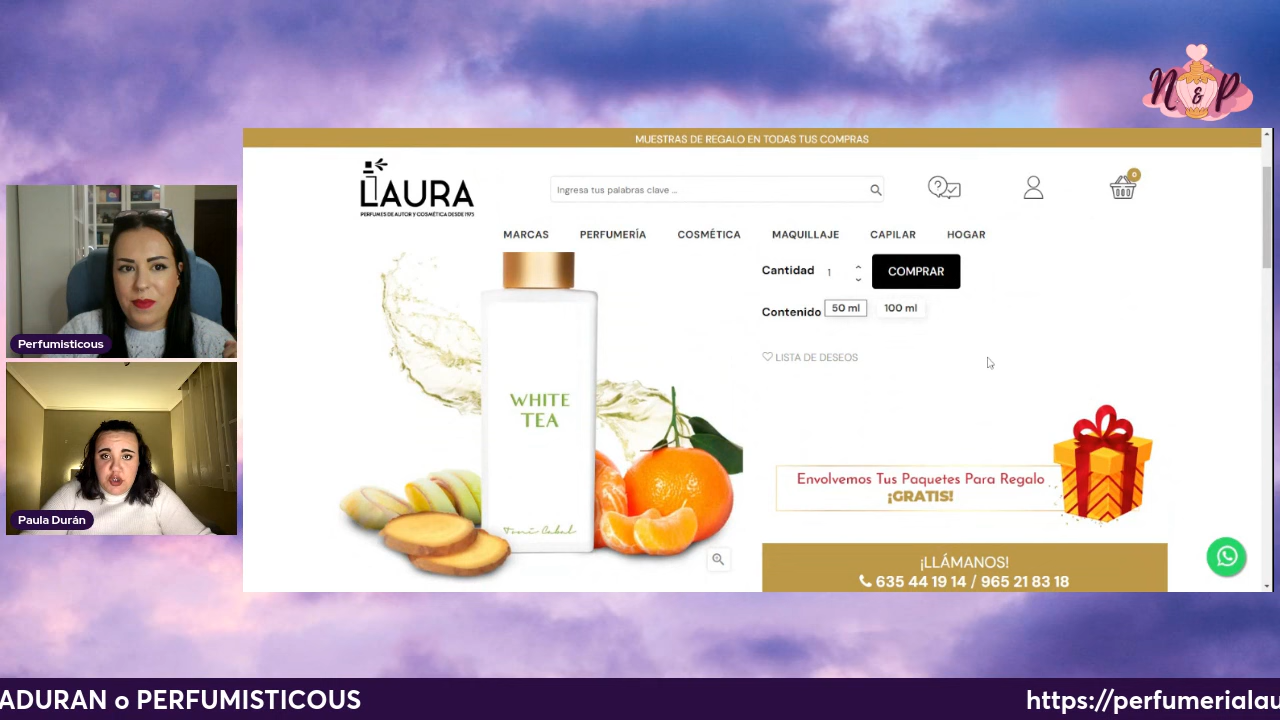 N & P
MUESTRAS DE REGALO EN TODAS TUS COMPRAS
LAURA
PERFUMES DE AUTOR Y COSMÉTICA DESDE 1975
Ingresa tus palabras clave ...
0
MARCAS PERFUMERÍA COSMÉTICA MAQUILLAJE CAPILAR HOGAR
Cantidad 1 COMPRAR
Contenido 50 ml 100 ml
LISTA DE DESEOS
WHITE
TEA
Toni Cabal
Envolvemos Tus Paquetes Para Regalo
¡GRATIS!
¡LLÁMANOS!
635 44 19 14 / 965 21 83 18
Perfumisticous
Paula Durán
ADURAN o PERFUMISTICOUS https://perfumerialau